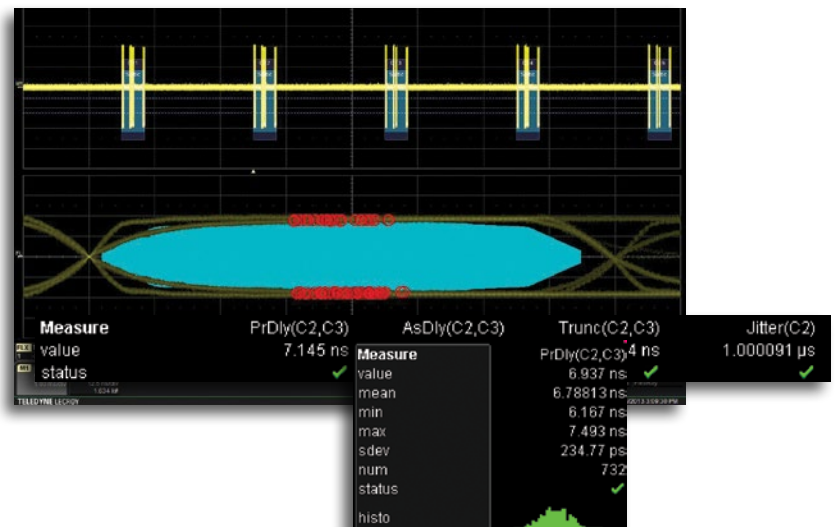 Measure PrDly(C2,C3) AsDly(C2,C3) Trunc(C2,C3) Jitter(C2)
value 7.145 ns 4 ns 1.000091 µs
status
Measure PrDly(C2,C3)
value 6.937 ns
mean 6.78813 ns
min 6.167 ns
max 7.493 ns
sdev 234.77 ps
num 732
status
histo
TELEDYNE LECROY